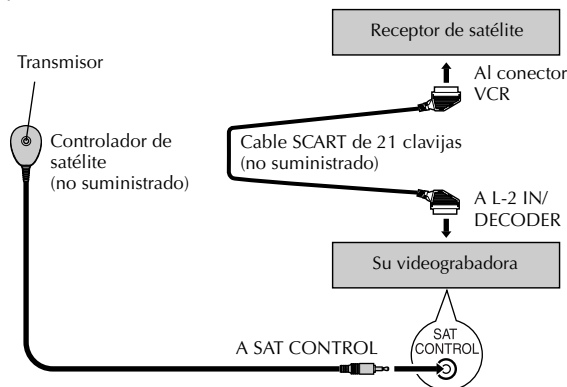 Receptor de satélite
Transmisor
Al conector
VCR
Controlador de
satélite
(no suministrado)
Cable SCART de 21 clavijas
(no suministrado)
A L-2 IN/
DECODER
Su videograbadora
A SAT CONTROL
SAT
CONTROL